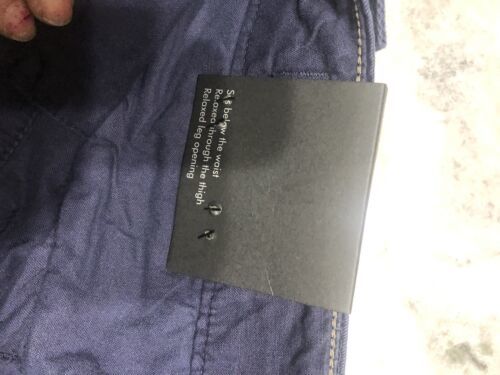 Sits below the waist
Relaxed through the thigh
Relaxed leg opening